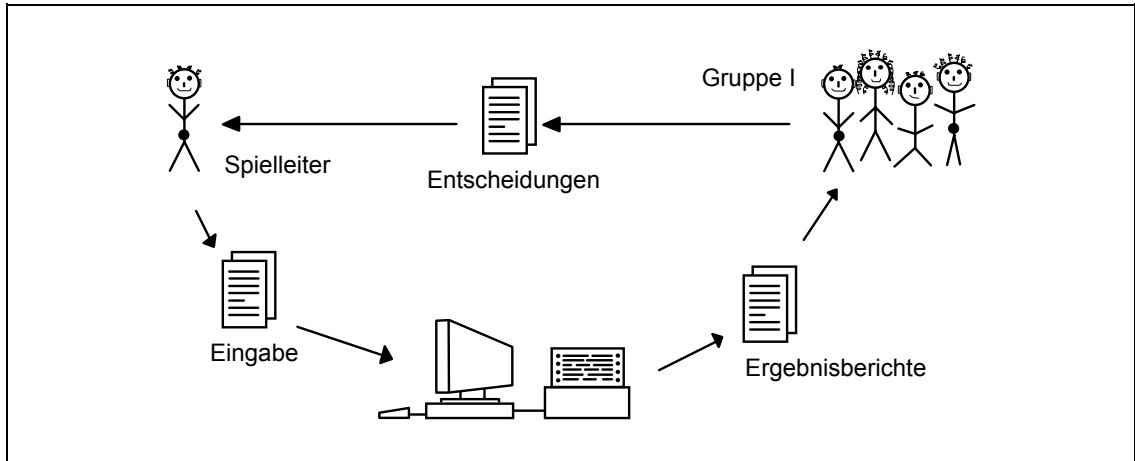 Gruppe I
Spielleiter
Entscheidungen
Eingabe
Ergebnisberichte